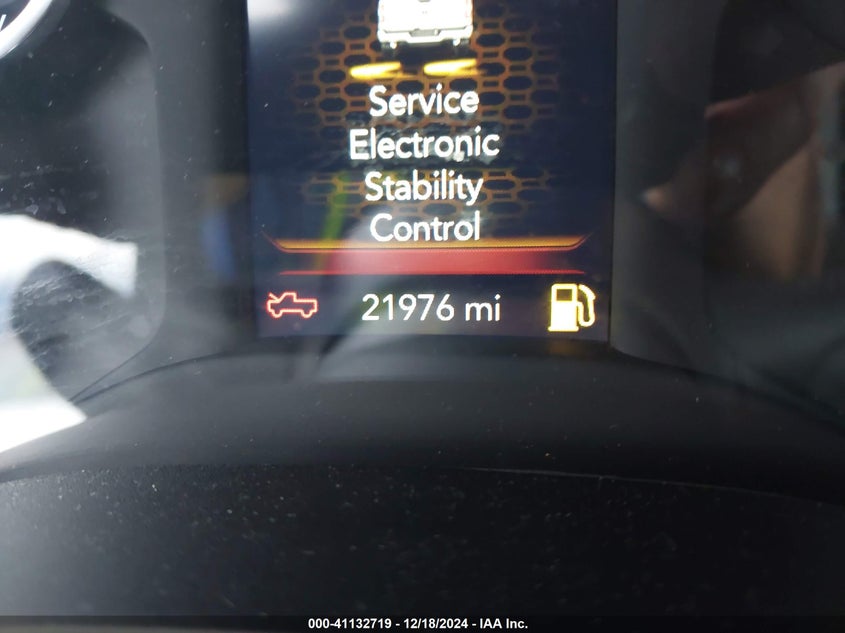 Service
Electronic
Stability
Control
21976 mi
000-41132719 - 12/18/2024 - IAA Inc.